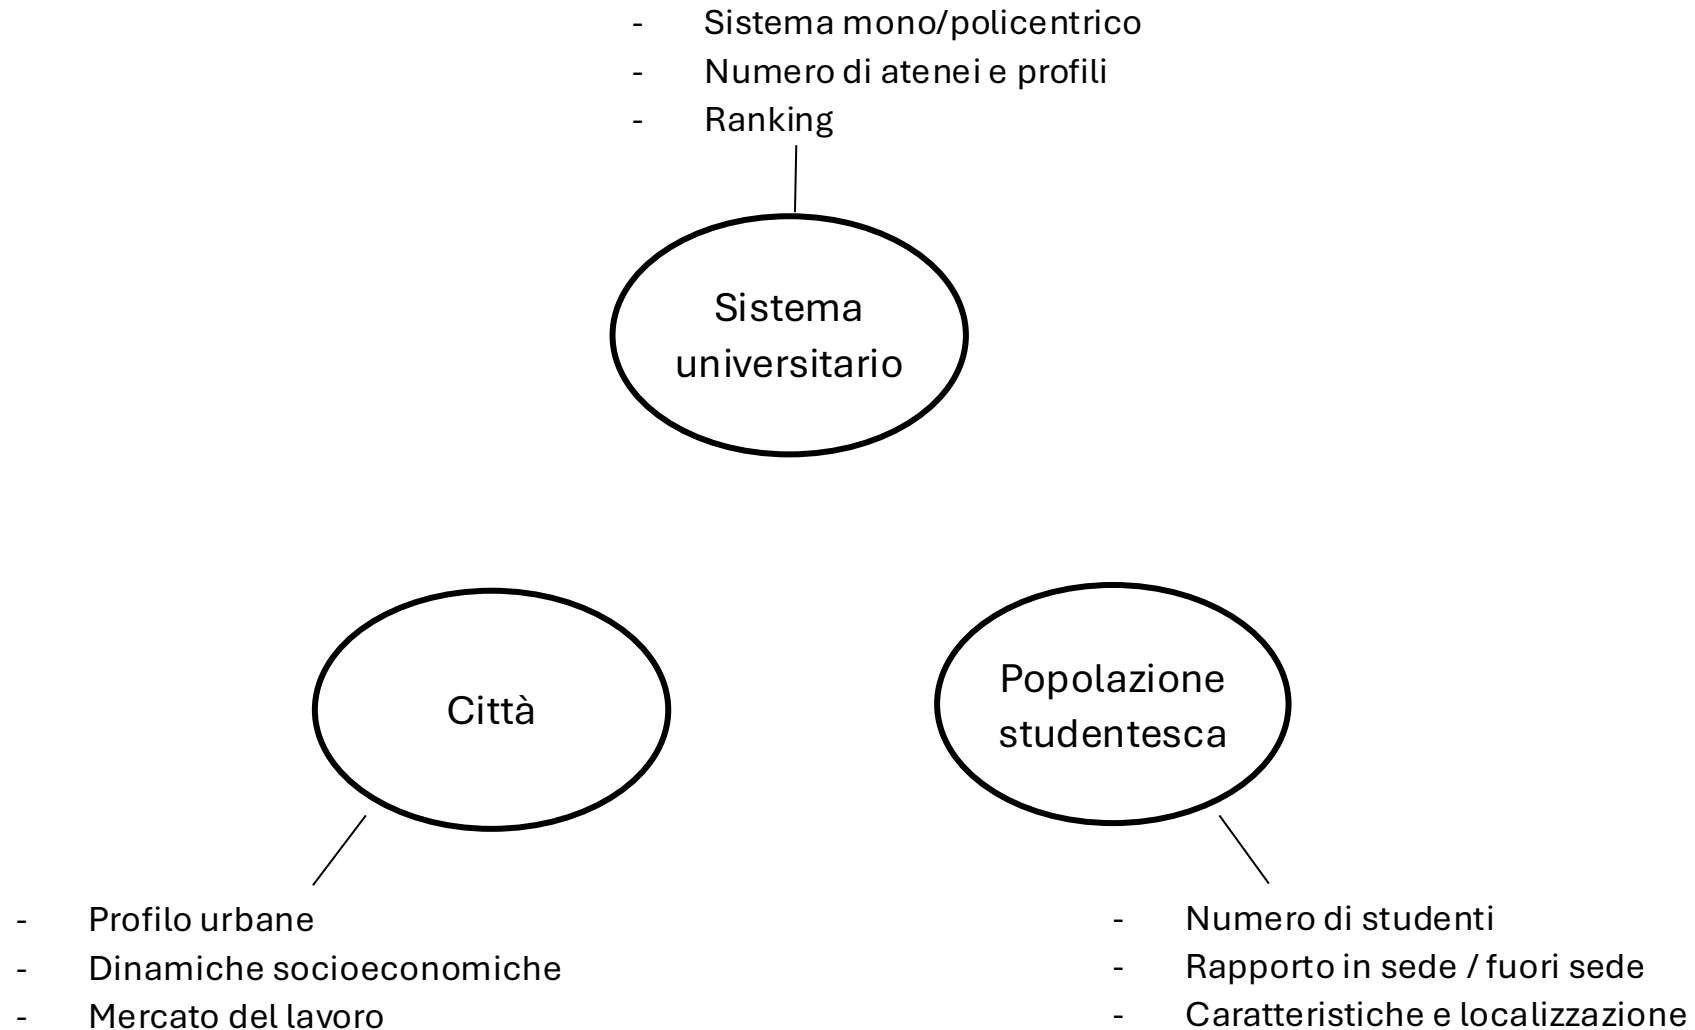 - Sistema mono/policentrico
- Numero di atenei e profili
- Ranking
Sistema
universitario
Città
Popolazione
studentesca
- Profilo urbane
- Dinamiche socioeconomiche
- Mercato del lavoro
- Numero di studenti
- Rapporto in sede / fuori sede
- Caratteristiche e localizzazione